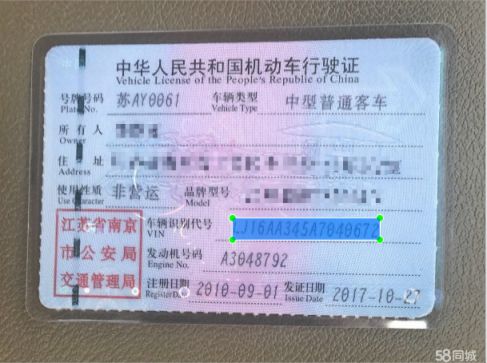 中华人民共和国机动车行驶证
Vehicle License of the People's Republic of China
号牌号码 苏AY0061 车辆类型 中型普通客车
Plate No. Vehicle Type
所有人
Owner
住址
Address
使用性质 非营运 品牌型号
Use Character Model
江苏省南京
市公安局
交通管理局
车辆识别代号 LJ16AA345A7040672
VIN
发动机号码 A3048792
Engine No.
注册日期 2010-09-01 发证日期 2017-10-27
Register Date Issue Date
58同城